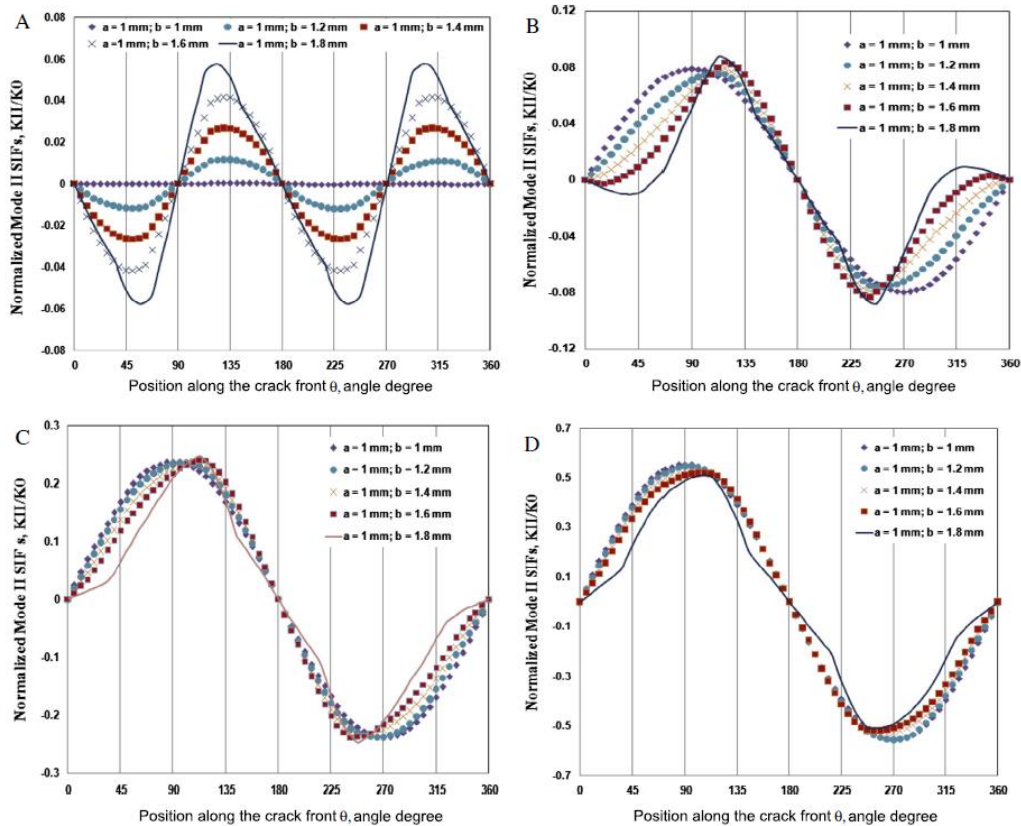 A
0.08
0.06
0.04
0.02
0
-0.02
-0.04
-0.06
-0.08
Normalized Mode II SIFs, KII/K0
a = 1 mm; b = 1 mm
a = 1 mm; b = 1.2 mm
a = 1 mm; b = 1.4 mm
a = 1 mm; b = 1.6 mm
a = 1 mm; b = 1.8 mm
0 45 90 135 180 225 270 315 360
Position along the crack front θ, angle degree
B
0.12
0.08
0.04
0
-0.04
-0.08
-0.12
Normalized Mode II SIFs, KII/K0
a = 1 mm; b = 1 mm
a = 1 mm; b = 1.2 mm
a = 1 mm; b = 1.4 mm
a = 1 mm; b = 1.6 mm
a = 1 mm; b = 1.8 mm
0 45 90 135 180 225 270 315 360
Position along the crack front θ, angle degree
C
0.3
0.2
0.1
0
-0.1
-0.2
-0.3
Normalized Mode II SIF s, KII/K0
a = 1 mm; b = 1 mm
a = 1 mm; b = 1.2 mm
a = 1 mm; b = 1.4 mm
a = 1 mm; b = 1.6 mm
a = 1 mm; b = 1.8 mm
0 45 90 135 180 225 270 315 360
Position along the crack front θ, angle degree
D
0.7
0.5
0.3
0.1
-0.1
-0.3
-0.5
-0.7
Normalized Mode II SIFs, KII/K0
a = 1 mm; b = 1 mm
a = 1 mm; b = 1.2 mm
a = 1 mm; b = 1.4 mm
a = 1 mm; b = 1.6 mm
a = 1 mm; b = 1.8 mm
0 45 90 135 180 225 270 315 360
Position along the crack front θ, angle degree